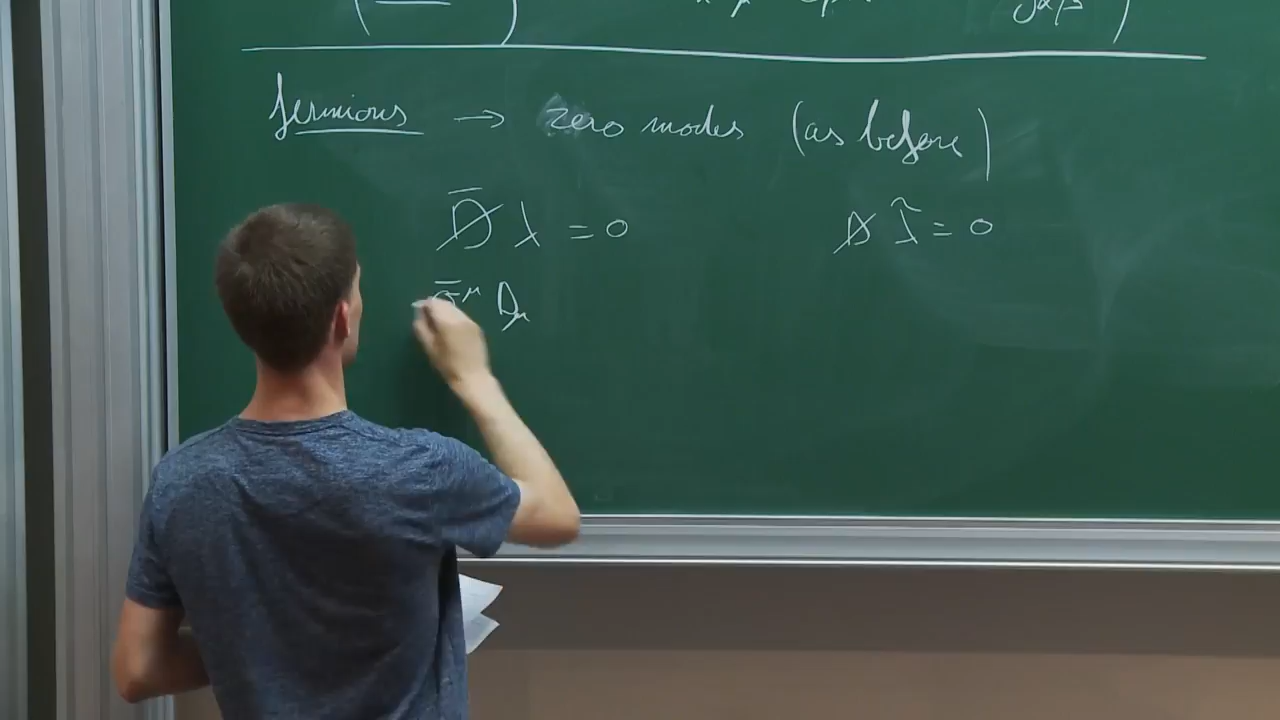 fermions → zero modes (as before)
D̸̄ λ = 0 D̸ λ̃ = 0
σ̄^μ D_μ